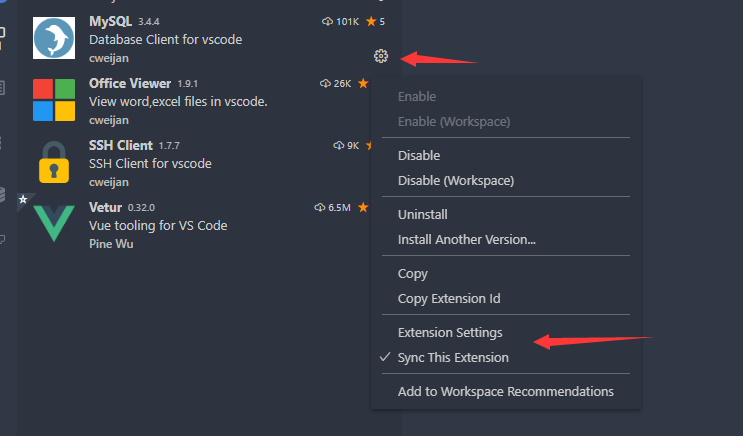 MySQL 3.4.4 101K 5
Database Client for vscode
cweijan
Office Viewer 1.9.1 26K
View word,excel files in vscode.
cweijan
SSH Client 1.7.7 9K
SSH Client for vscode
cweijan
Vetur 0.32.0 6.5M
Vue tooling for VS Code
Pine Wu
Enable
Enable (Workspace)
Disable
Disable (Workspace)
Uninstall
Install Another Version...
Copy
Copy Extension Id
Extension Settings
Sync This Extension
Add to Workspace Recommendations